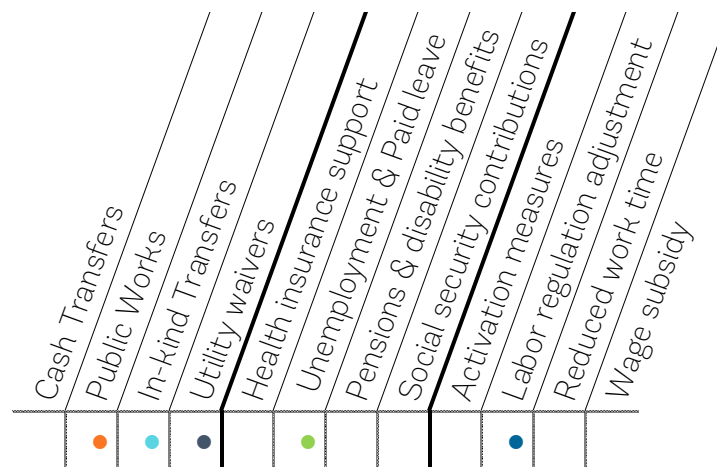 Cash Transfers
Public Works
In-kind Transfers
Utility waivers
Health insurance support
Unemployment & Paid leave
Pensions & disability benefits
Social security contributions
Activation measures
Labor regulation adjustment
Reduced work time
Wage subsidy